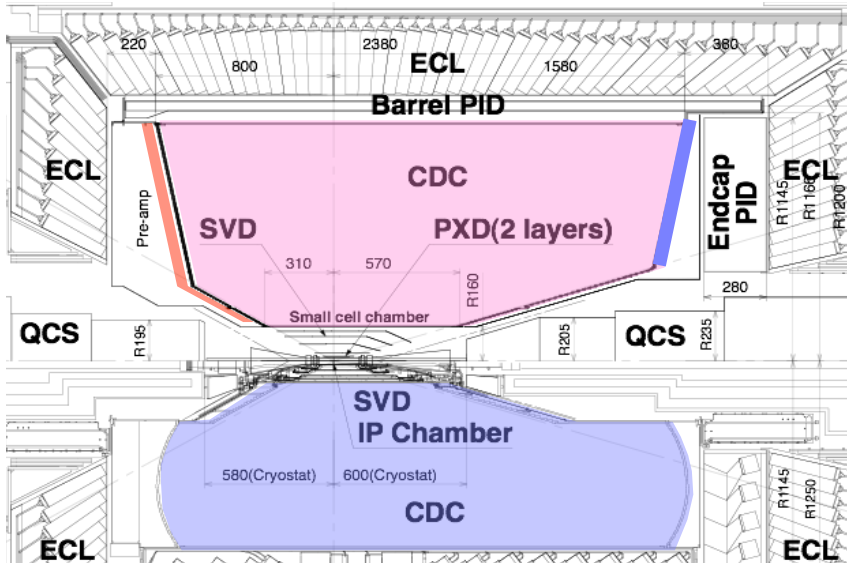 220
2380
380
800
ECL
1580
Barrel PID
ECL
CDC
ECL
Pre-amp
Endcap
PID
R1145
R1200
SVD
PXD(2 layers)
310
570
R160
280
Small cell chamber
QCS
R195
R205
QCS
R235
SVD
IP Chamber
580(Cryostat)
600(Cryostat)
CDC
R1145
R1250
ECL
ECL